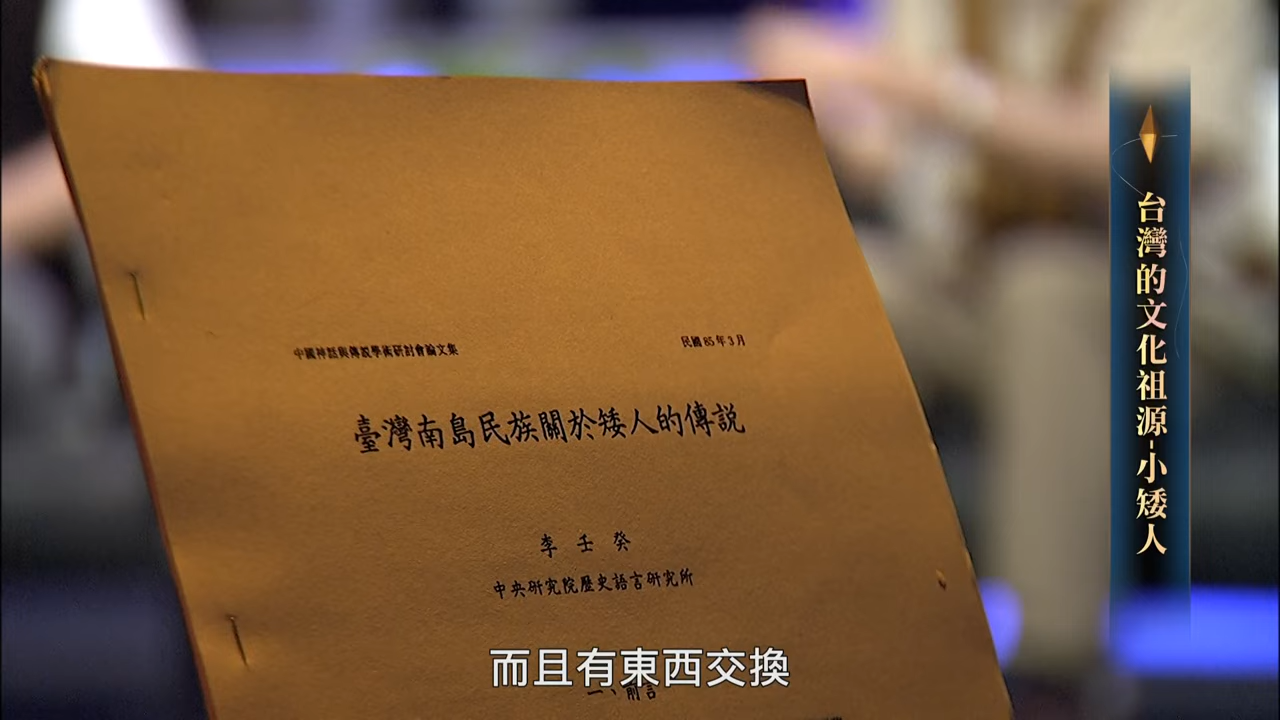 中國神話與傳說學術研討會論文集
民國85年3月
臺灣南島民族關於矮人的傳說
李壬癸
中央研究院歷史語言研究所
一、前言
而且有東西交換
台灣的文化祖源-小矮人